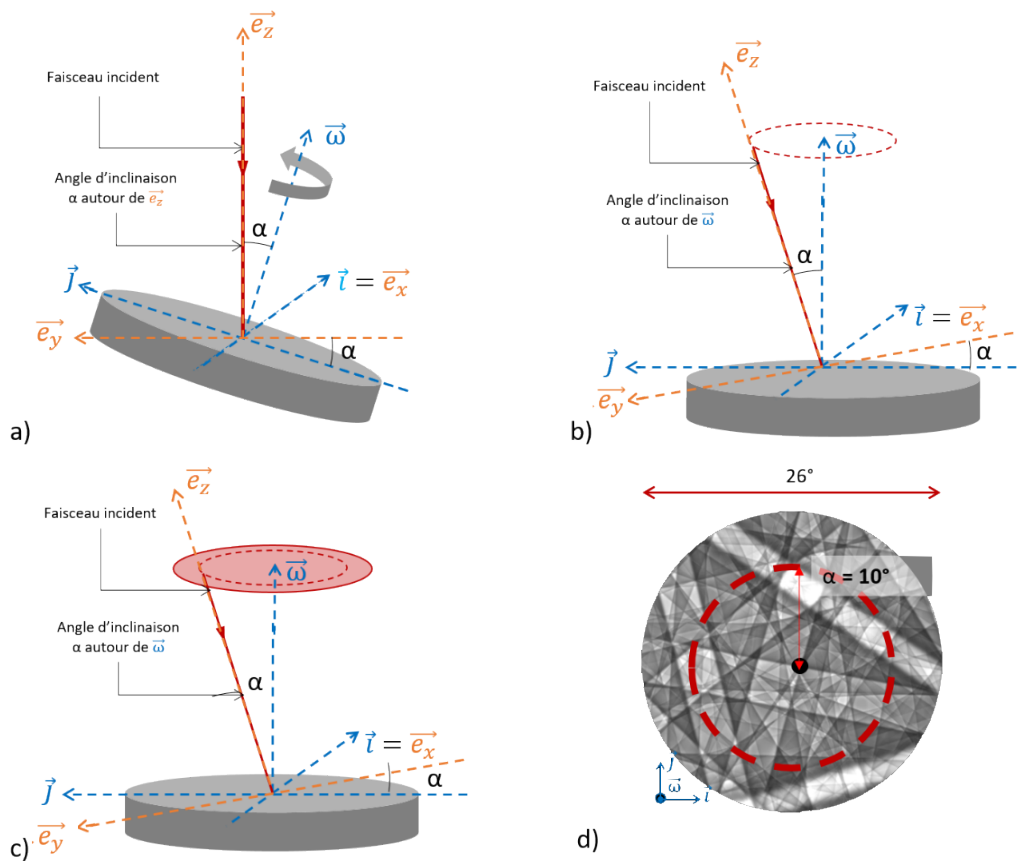 e_z
Faisceau incident
ω
Angle d’inclinaison
α autour de e_z
α
j
i = e_x
e_y
α
a)
e_z
Faisceau incident
ω
Angle d’inclinaison
α autour de ω
α
i = e_x
j
α
e_y
b)
e_z
Faisceau incident
ω
Angle d’inclinaison
α autour de ω
α
i = e_x
j
α
e_y
c)
26°
α = 10°
j
ω
i
d)